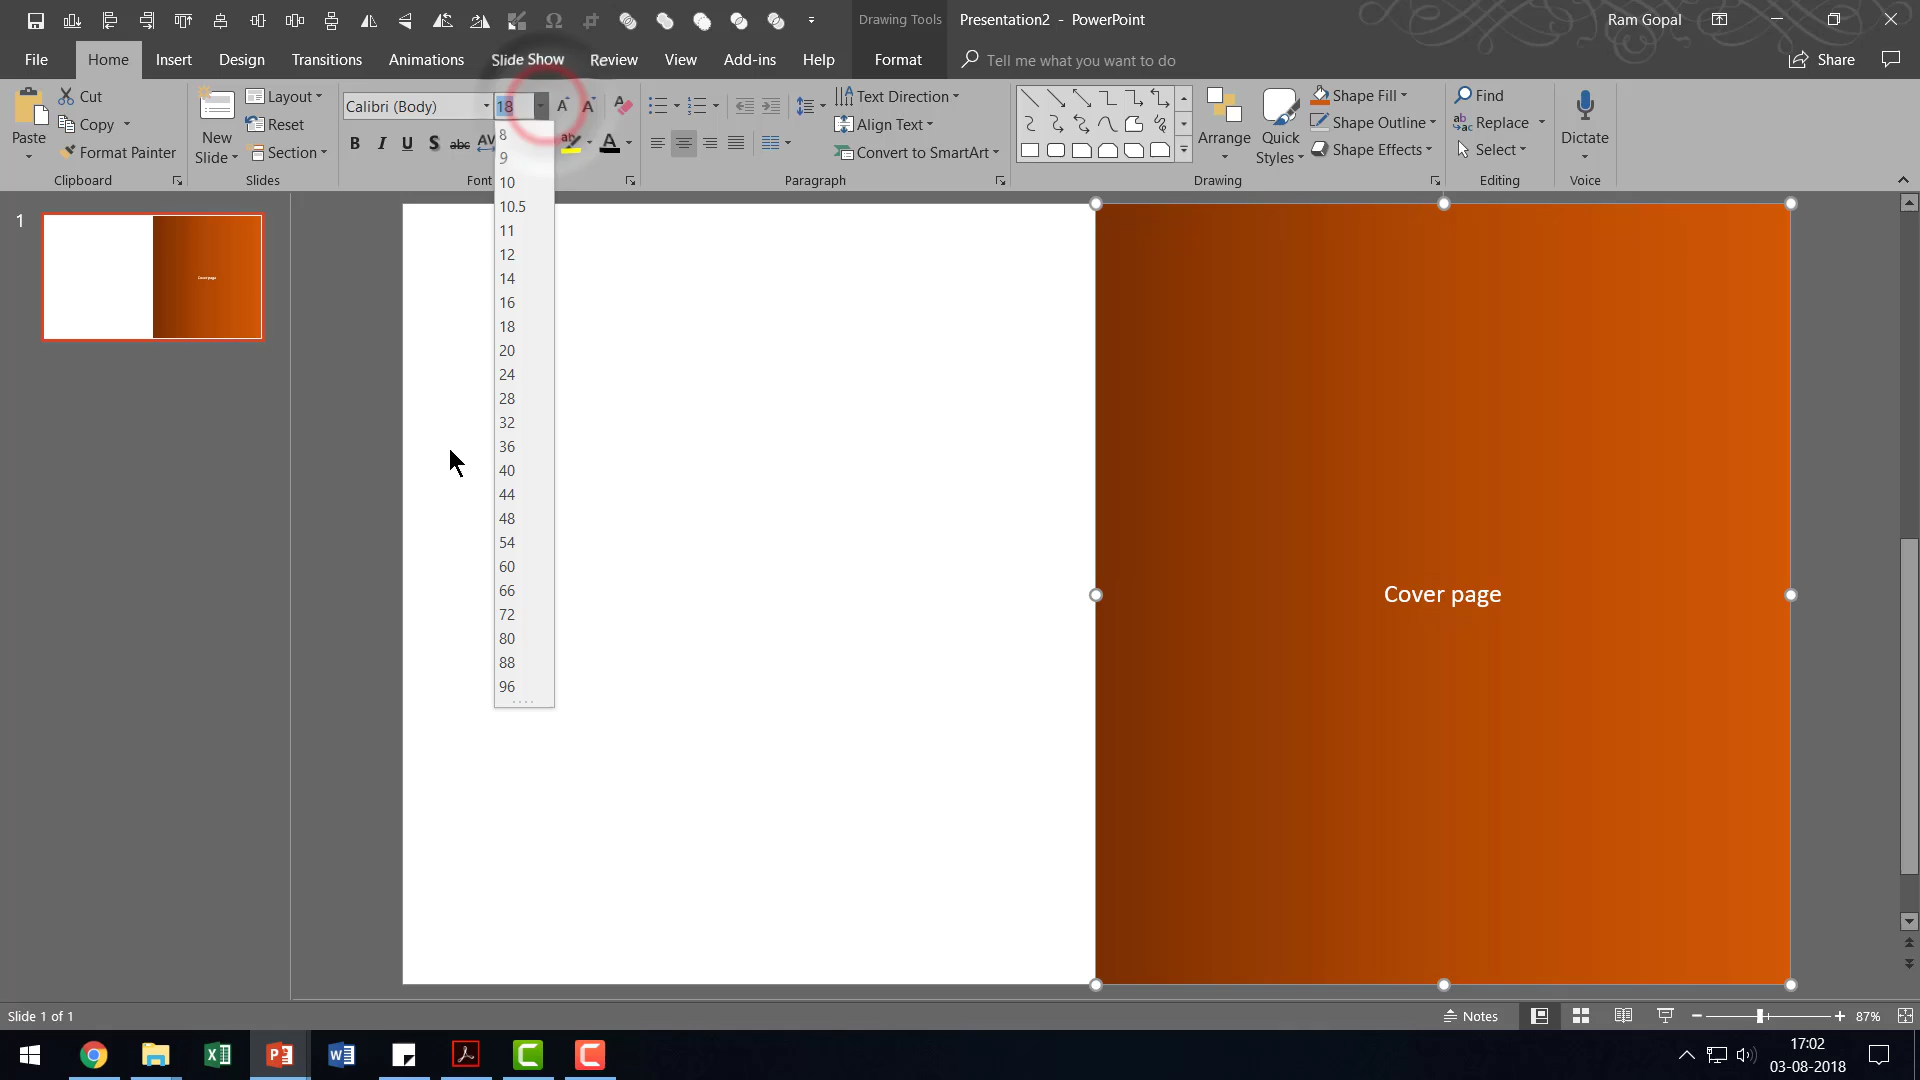 Drawing Tools
Presentation2 - PowerPoint
Ram Gopal
File
Home
Insert
Design
Transitions
Animations
Slide Show
Review
View
Add-ins
Help
Format
Tell me what you want to do
Share
Paste
Cut
Copy
Format Painter
Clipboard
New
Slide
Layout
Reset
Section
Slides
Calibri (Body)
18
B
I
U
S
abc
AV
ab
A
Font
Paragraph
Text Direction
Align Text
Convert to SmartArt
Arrange
Quick
Styles
Shape Fill
Shape Outline
Shape Effects
Drawing
Find
Replace
Select
Editing
Dictate
Voice
8
9
10
10.5
11
12
14
16
18
20
24
28
32
36
40
44
48
54
60
66
72
80
88
96
1
Cover page
Cover page
Slide 1 of 1
Notes
87%
17:02
03-08-2018